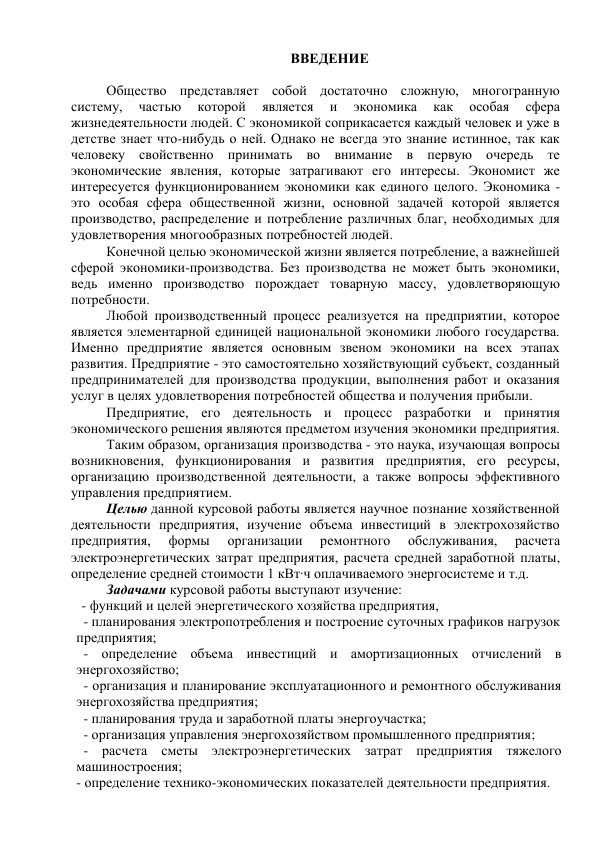 ВВЕДЕНИЕ
Общество представляет собой достаточно сложную, многогранную
систему, частью которой является и экономика как особая сфера
жизнедеятельности людей. С экономикой соприкасается каждый человек и уже в
детстве знает что-нибудь о ней. Однако не всегда это знание истинное, так как
человеку свойственно принимать во внимание в первую очередь те
экономические явления, которые затрагивают его интересы. Экономист же
интересуется функционированием экономики как единого целого. Экономика -
это особая сфера общественной жизни, основной задачей которой является
производство, распределение и потребление различных благ, необходимых для
удовлетворения многообразных потребностей людей.
Конечной целью экономической жизни является потребление, а важнейшей
сферой экономики-производства. Без производства не может быть экономики,
ведь именно производство порождает товарную массу, удовлетворяющую
потребности.
Любой производственный процесс реализуется на предприятии, которое
является элементарной единицей национальной экономики любого государства.
Именно предприятие является основным звеном экономики на всех этапах
развития. Предприятие - это самостоятельно хозяйствующий субъект, созданный
предпринимателей для производства продукции, выполнения работ и оказания
услуг в целях удовлетворения потребностей общества и получения прибыли.
Предприятие, его деятельность и процесс разработки и принятия
экономического решения являются предметом изучения экономики предприятия.
Таким образом, организация производства - это наука, изучающая вопросы
возникновения, функционирования и развития предприятия, его ресурсы,
организацию производственной деятельности, а также вопросы эффективного
управления предприятием.
Целью данной курсовой работы является научное познание хозяйственной
деятельности предприятия, изучение объема инвестиций в электрохозяйство
предприятия, формы организации ремонтного обслуживания, расчета
электроэнергетических затрат предприятия, расчета средней заработной платы,
определение средней стоимости 1 кВт·ч оплачиваемого энергосистеме и т.д.
Задачами курсовой работы выступают изучение:
- функций и целей энергетического хозяйства предприятия,
- планирования электропотребления и построение суточных графиков нагрузок
предприятия;
- определение объема инвестиций и амортизационных отчислений в
энергохозяйство;
- организация и планирование эксплуатационного и ремонтного обслуживания
энергохозяйства предприятия;
- планирования труда и заработной платы энергоучастка;
- организация управления энергохозяйством промышленного предприятия;
- расчета сметы электроэнергетических затрат предприятия тяжелого
машиностроения;
- определение технико-экономических показателей деятельности предприятия.